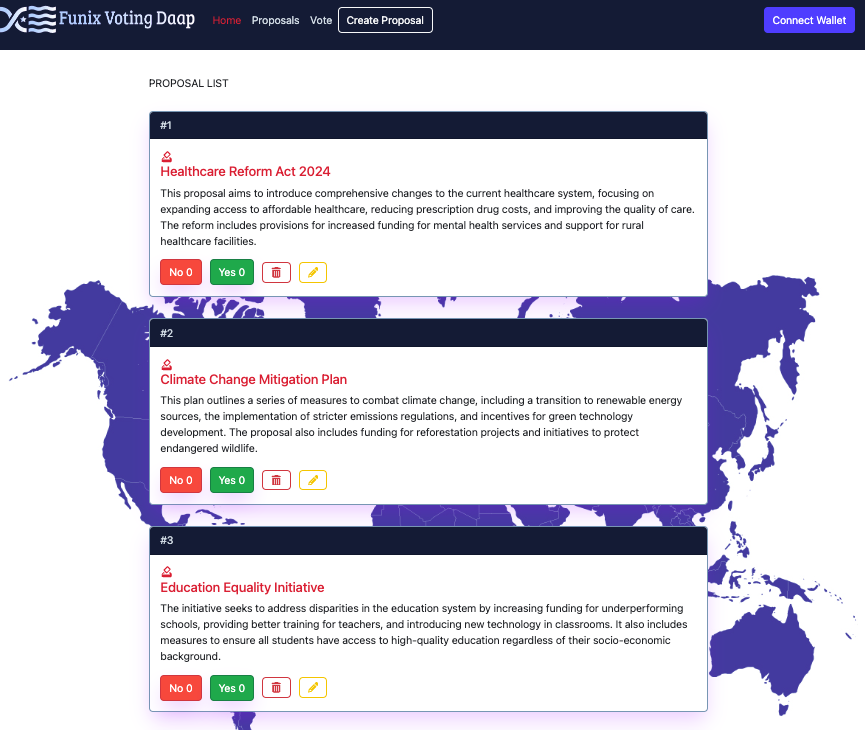 Funix Voting Daap
Home Proposals Vote Create Proposal
Connect Wallet
PROPOSAL LIST
#1
Healthcare Reform Act 2024
This proposal aims to introduce comprehensive changes to the current healthcare system, focusing on
expanding access to affordable healthcare, reducing prescription drug costs, and improving the quality of care.
The reform includes provisions for increased funding for mental health services and support for rural
healthcare facilities.
No 0 Yes 0
#2
Climate Change Mitigation Plan
This plan outlines a series of measures to combat climate change, including a transition to renewable energy
sources, the implementation of stricter emissions regulations, and incentives for green technology
development. The proposal also includes funding for reforestation projects and initiatives to protect
endangered wildlife.
No 0 Yes 0
#3
Education Equality Initiative
The initiative seeks to address disparities in the education system by increasing funding for underperforming
schools, providing better training for teachers, and introducing new technology in classrooms. It also includes
measures to ensure all students have access to high-quality education regardless of their socio-economic
background.
No 0 Yes 0